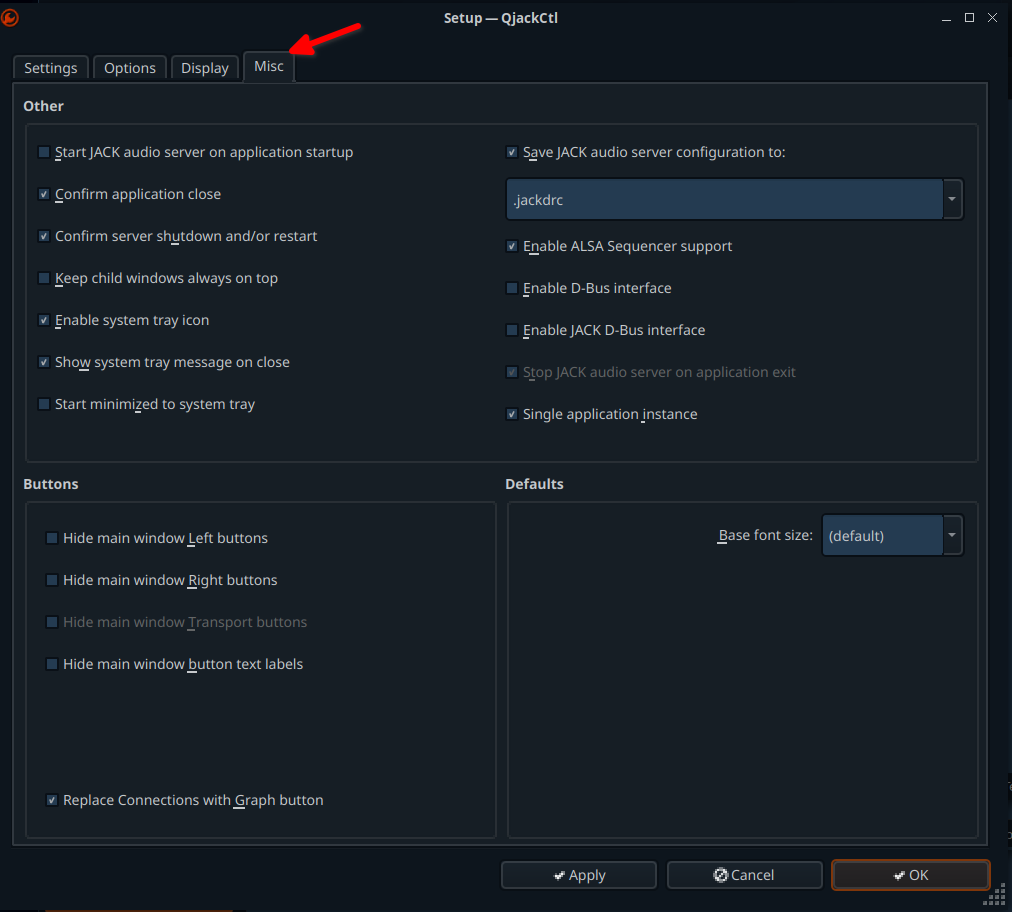 Setup — QjackCtl
Settings
Options
Display
Misc
Other
Start JACK audio server on application startup
Confirm application close
Confirm server shutdown and/or restart
Keep child windows always on top
Enable system tray icon
Show system tray message on close
Start minimized to system tray
Save JACK audio server configuration to:
.jackdrc
Enable ALSA Sequencer support
Enable D-Bus interface
Enable JACK D-Bus interface
Stop JACK audio server on application exit
Single application instance
Buttons
Hide main window Left buttons
Hide main window Right buttons
Hide main window Transport buttons
Hide main window button text labels
Replace Connections with Graph button
Defaults
Base font size:
(default)
Apply
Cancel
OK